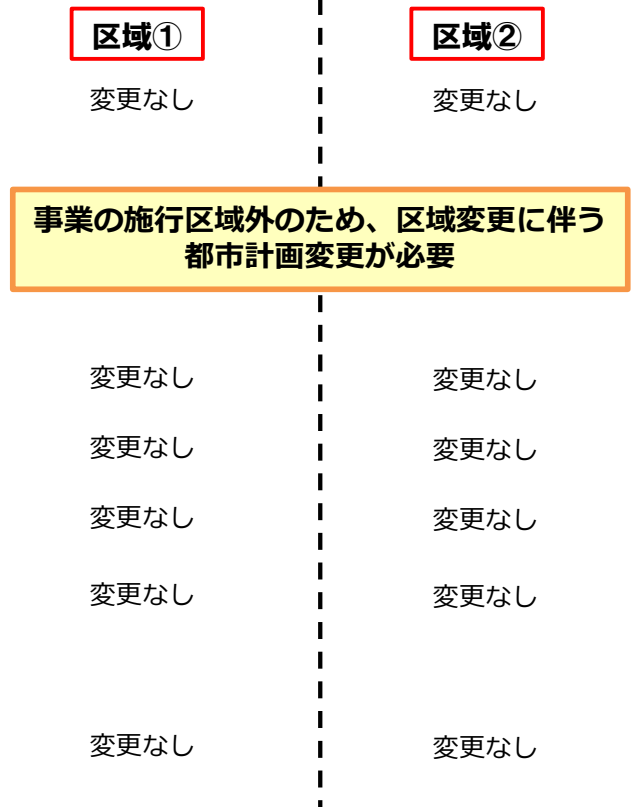 区域①
区域②
変更なし
変更なし
事業の施行区域外のため、区域変更に伴う
都市計画変更が必要
変更なし
変更なし
変更なし
変更なし
変更なし
変更なし
変更なし
変更なし
変更なし
変更なし